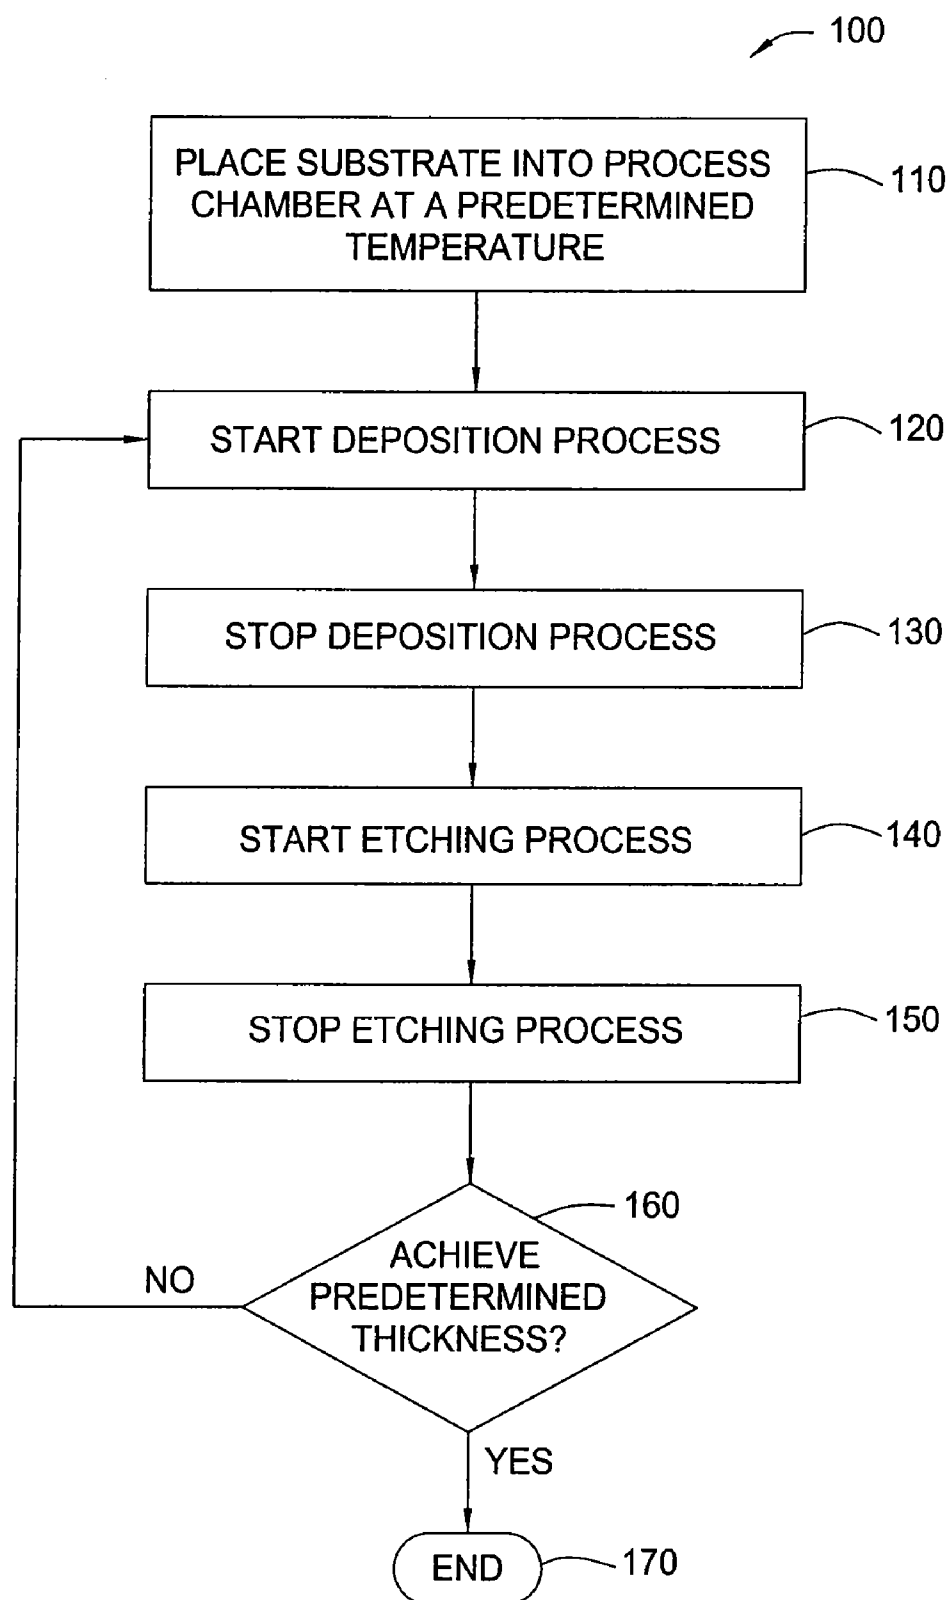 100
PLACE SUBSTRATE INTO PROCESS
CHAMBER AT A PREDETERMINED
TEMPERATURE
110
START DEPOSITION PROCESS
120
STOP DEPOSITION PROCESS
130
START ETCHING PROCESS
140
STOP ETCHING PROCESS
150
160
ACHIEVE
PREDETERMINED
THICKNESS?
NO
YES
END
170